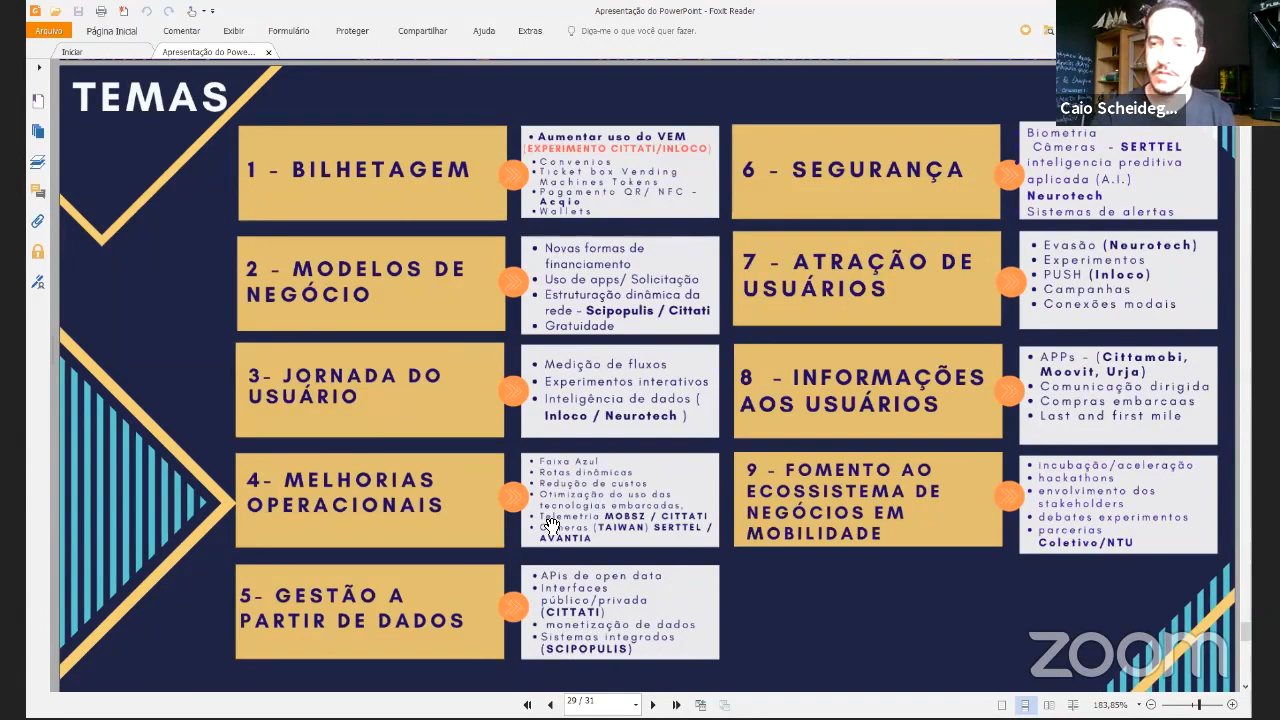 Apresentação do PowerPoint - Foxit Reader
Arquivo
Página Inicial
Comentar
Exibir
Formulário
Proteger
Compartilhar
Ajuda
Extras
Diga-me o que você quer fazer.
Iniciar
Apresentação do Powe...
Caio Scheideg...
TEMAS
1 - BILHETAGEM
• Aumentar uso do VEM
(EXPERIMENTO CITTATI/INLOCO)
• Convenios
• Ticket box Vending
Machines Tokens
• Pagamento QR/ NFC -
Acqio
• Wallets
2 - MODELOS DE
NEGÓCIO
• Novas formas de
financiamento
• Uso de apps/ Solicitação
• Estruturação dinâmica da
rede - Scipopulis / Cittati
• Gratuidade
3- JORNADA DO
USUÁRIO
• Medição de fluxos
• Experimentos interativos
• Inteligência de dados (
Inloco / Neurotech )
4- MELHORIAS
OPERACIONAIS
• Faixa Azul
• Rotas dinâmicas
• Redução de custos
• Otimização do uso das
tecnologias embarcadas,
• Telemetria MOBSZ / CITTATI
• Câmeras (TAIWAN) SERTTEL /
AVANTIA
5- GESTÃO A
PARTIR DE DADOS
• APis de open data
• Interfaces
público/privada
(CITTATI)
• monetização de dados
• Sistemas integrados
(SCIPOPULIS)
6 - SEGURANÇA
Biometria
Câmeras - SERTTEL
inteligencia preditiva
aplicada (A.I.)
Neurotech
Sistemas de alertas
7 - ATRAÇÃO DE
USUÁRIOS
• Evasão (Neurotech)
• Experimentos
• PUSH (Inloco)
• Campanhas
• Conexões modais
8 - INFORMAÇÕES
AOS USUÁRIOS
• APPs - (Cittamobi,
Moovit, Urja)
• Comunicação dirigida
• Compras embarcaas
• Last and first mile
9 - FOMENTO AO
ECOSSISTEMA DE
NEGÓCIOS EM
MOBILIDADE
• incubação/aceleração
• hackathons
• envolvimento dos
stakeholders
• debates experimentos
• parcerias
Coletivo/NTU
zoom
29 / 31
183,85%